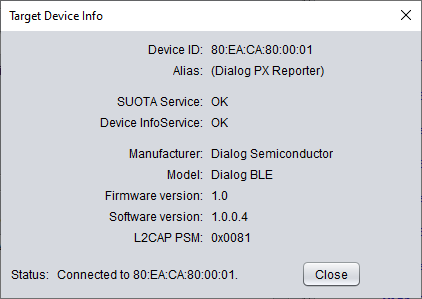 Target Device Info
Device ID: 80:EA:CA:80:00:01
Alias: (Dialog PX Reporter)
SUOTA Service: OK
Device InfoService: OK
Manufacturer: Dialog Semiconductor
Model: Dialog BLE
Firmware version: 1.0
Software version: 1.0.0.4
L2CAP PSM: 0x0081
Status: Connected to 80:EA:CA:80:00:01. Close